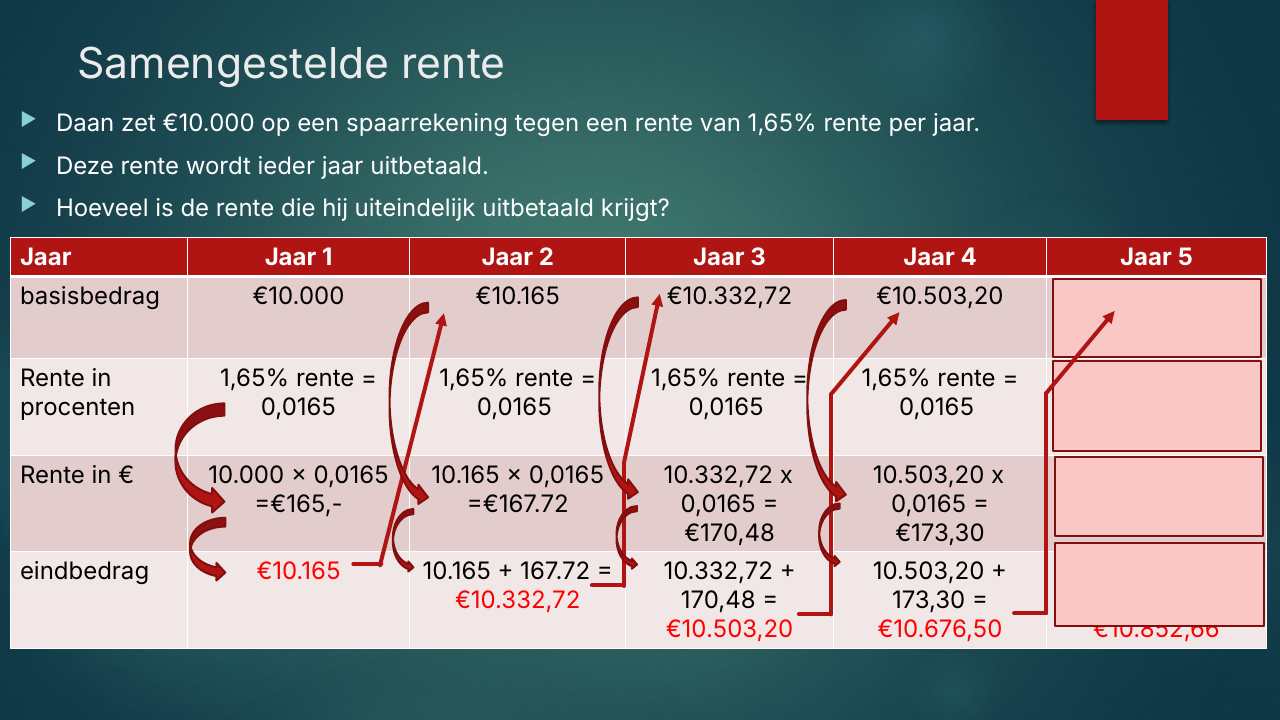 Samengestelde rente
Daan zet €10.000 op een spaarrekening tegen een rente van 1,65% rente per jaar.
Deze rente wordt ieder jaar uitbetaald.
Hoeveel is de rente die hij uiteindelijk uitbetaald krijgt?
Jaar Jaar 1 Jaar 2 Jaar 3 Jaar 4 Jaar 5
basisbedrag €10.000 €10.165 €10.332,72 €10.503,20
Rente in 1,65% rente = 1,65% rente = 1,65% rente = 1,65% rente =
procenten 0,0165 0,0165 0,0165 0,0165
Rente in € 10.000 × 0,0165 10.165 × 0,0165 10.332,72 x 10.503,20 x
=€165,- =€167.72 0,0165 = 0,0165 =
€170,48 €173,30
eindbedrag €10.165 10.165 + 167.72 = 10.332,72 + 10.503,20 +
€10.332,72 170,48 = 173,30 =
€10.503,20 €10.676,50 €10.852,66